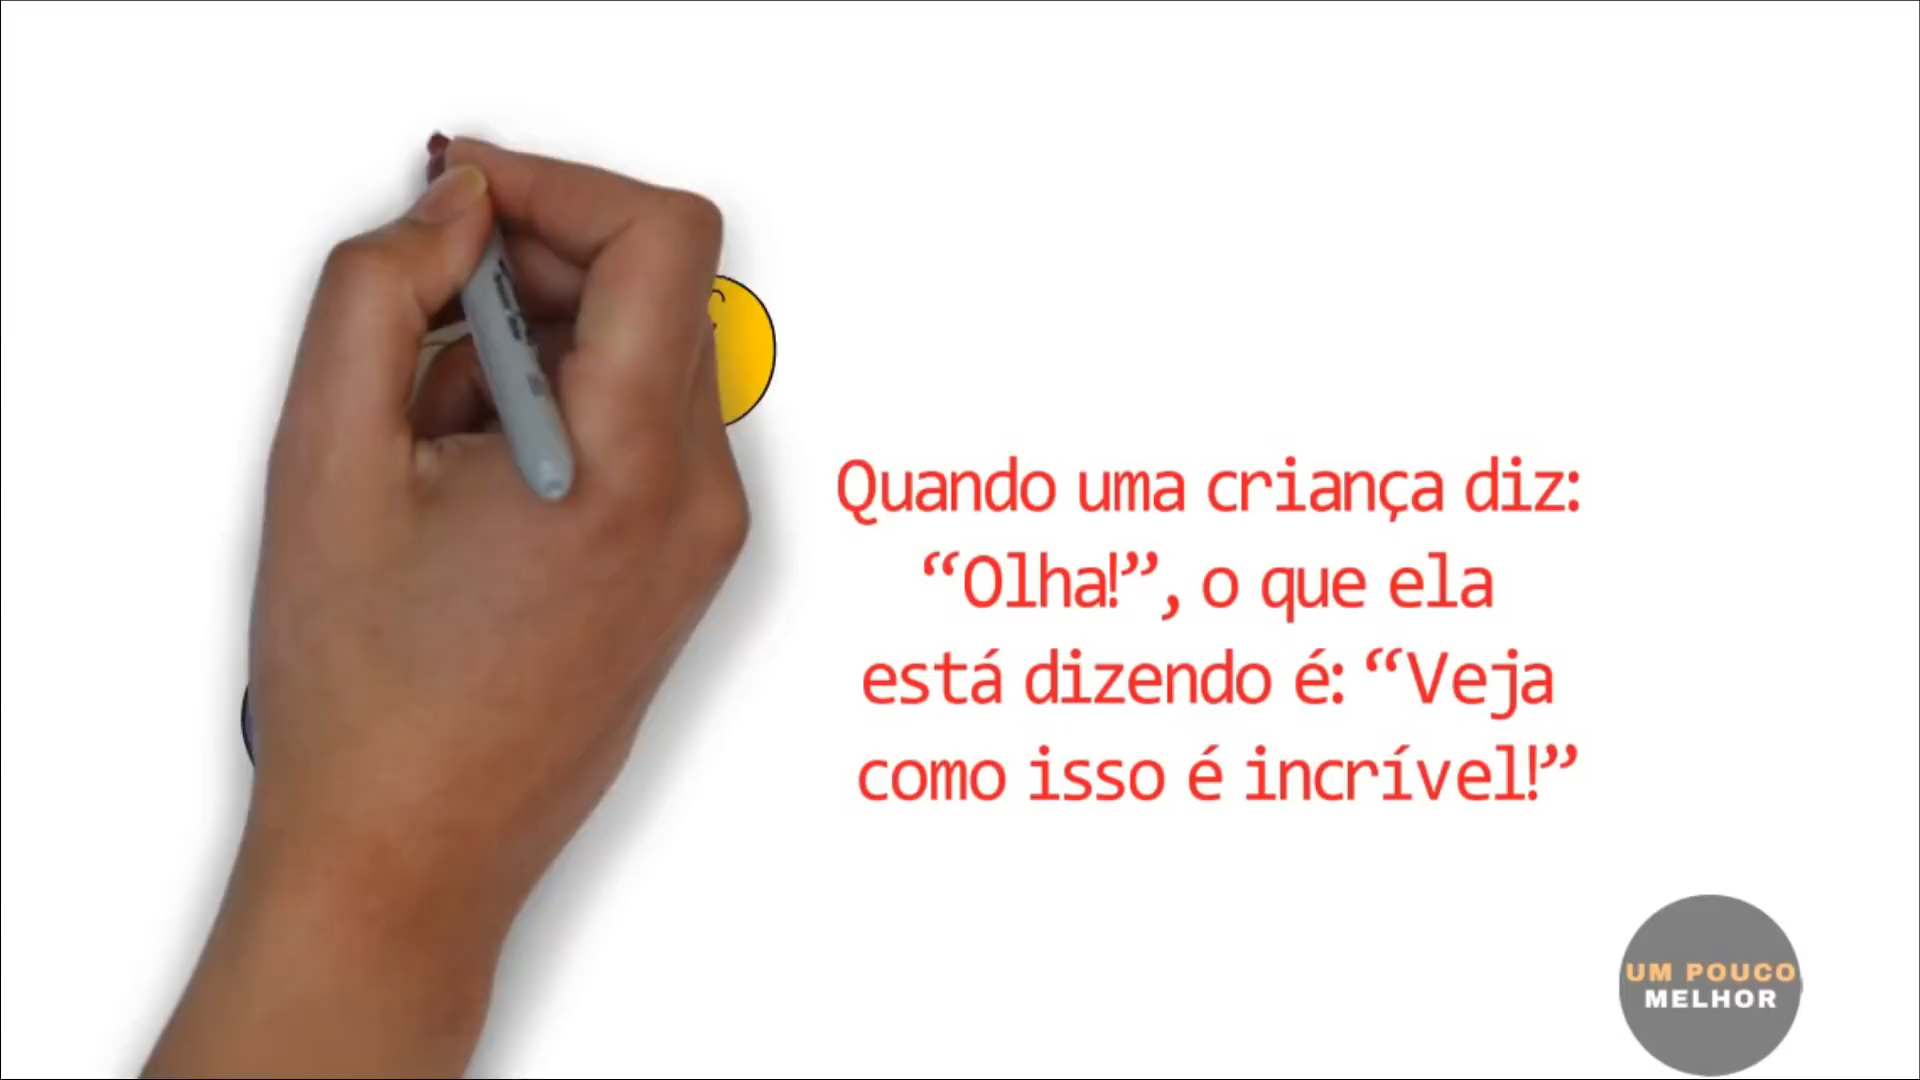 Quando uma criança diz:
“Olha!”, o que ela
está dizendo é: “Veja
como isso é incrível!”
UM POUCO
MELHOR